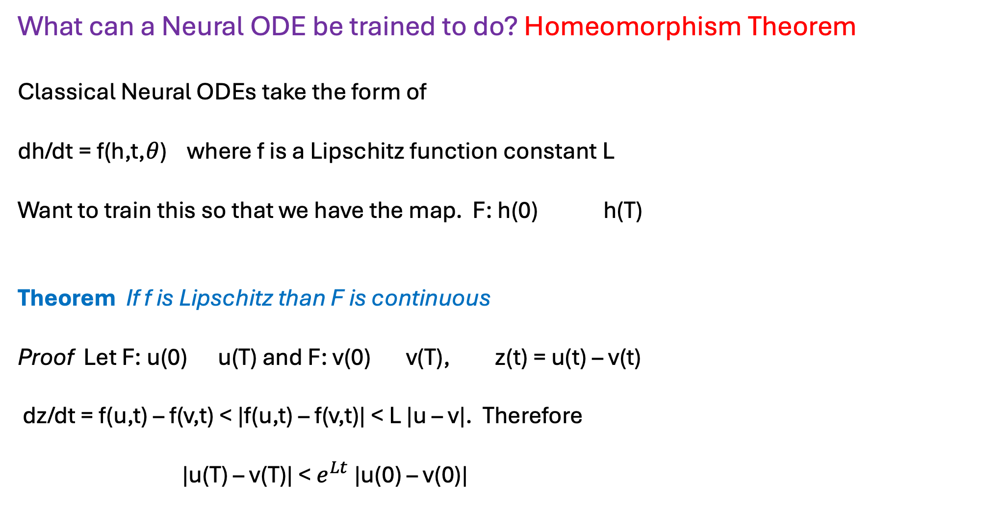 What can a Neural ODE be trained to do? Homeomorphism Theorem
Classical Neural ODEs take the form of
dh/dt = f(h,t,𝜃) where f is a Lipschitz function constant L
Want to train this so that we have the map. F: h(0) h(T)
Theorem If f is Lipschitz than F is continuous
Proof Let F: u(0) u(T) and F: v(0) v(T), z(t) = u(t) – v(t)
dz/dt = f(u,t) – f(v,t) < |f(u,t) – f(v,t)| < L |u – v|. Therefore
|u(T) – v(T)| < 𝑒^{𝐿𝑡} |u(0) – v(0)|